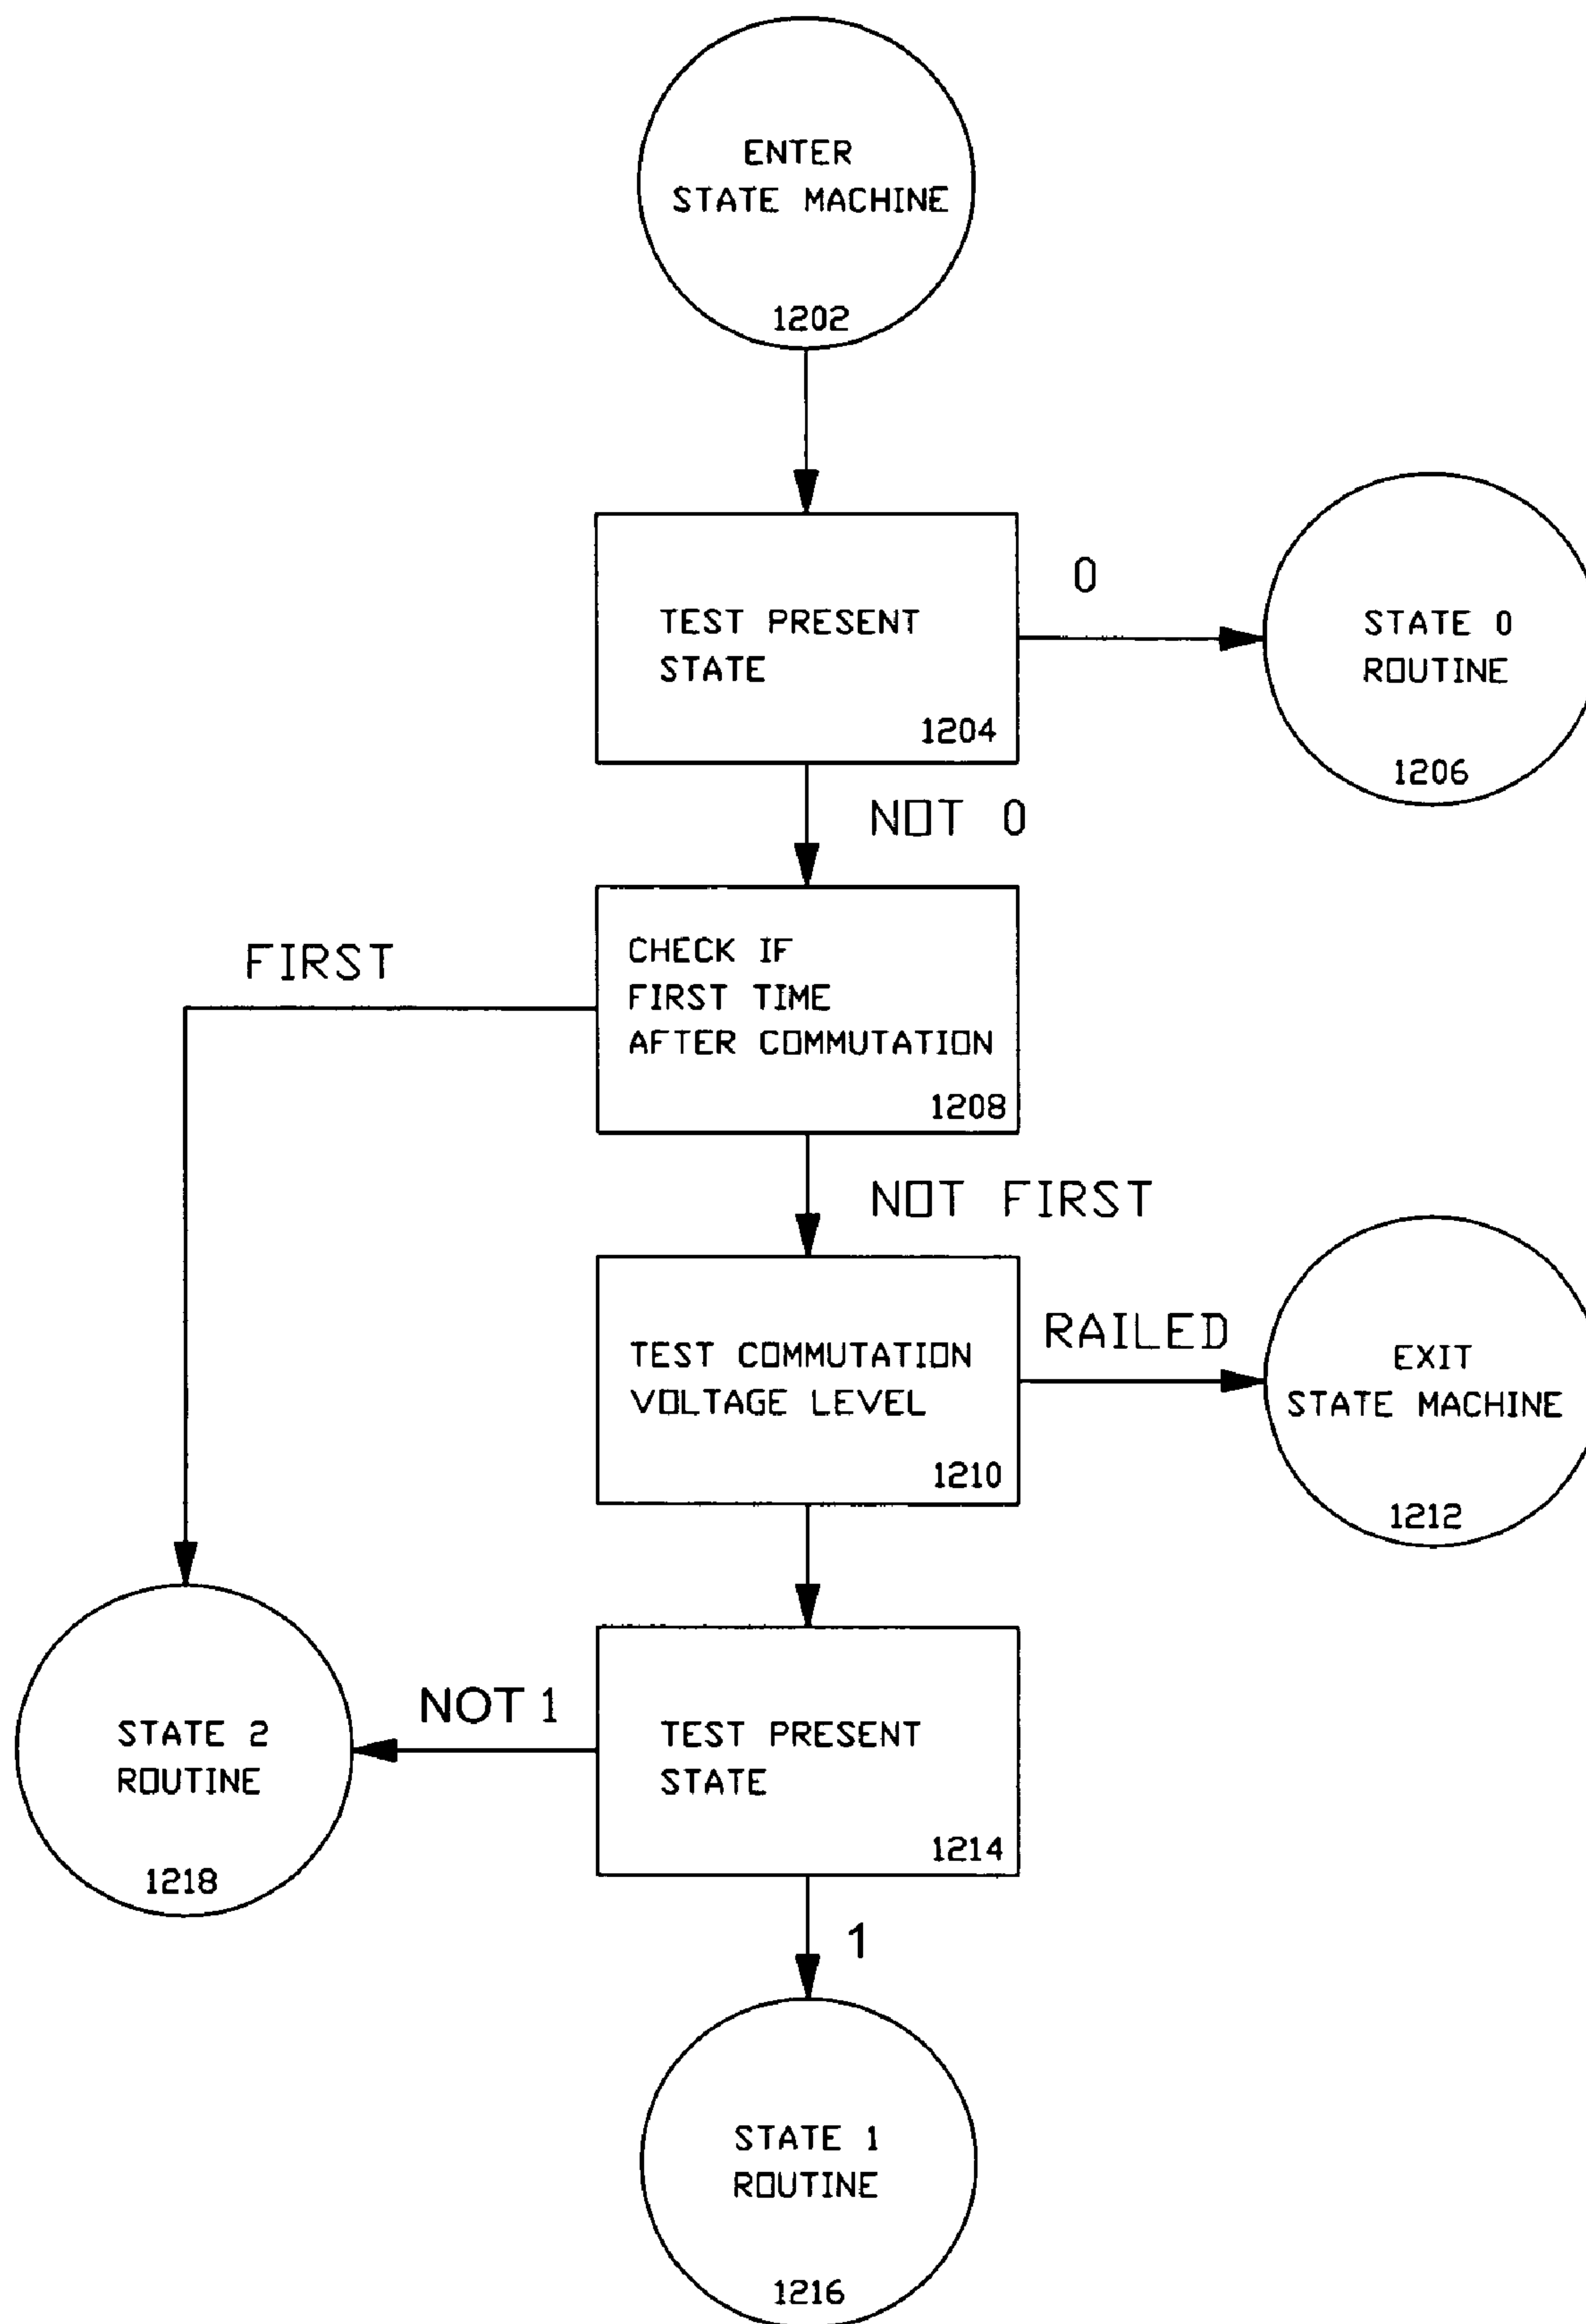 ENTER
STATE MACHINE
1202
0
TEST PRESENT
STATE
1204
STATE 0
ROUTINE
1206
NOT 0
FIRST
CHECK IF
FIRST TIME
AFTER COMMUTATION
1208
NOT FIRST
RAILED
TEST COMMUTATION
VOLTAGE LEVEL
1210
EXIT
STATE MACHINE
1212
NOT 1
STATE 2
ROUTINE
1218
TEST PRESENT
STATE
1214
1
STATE 1
ROUTINE
1216